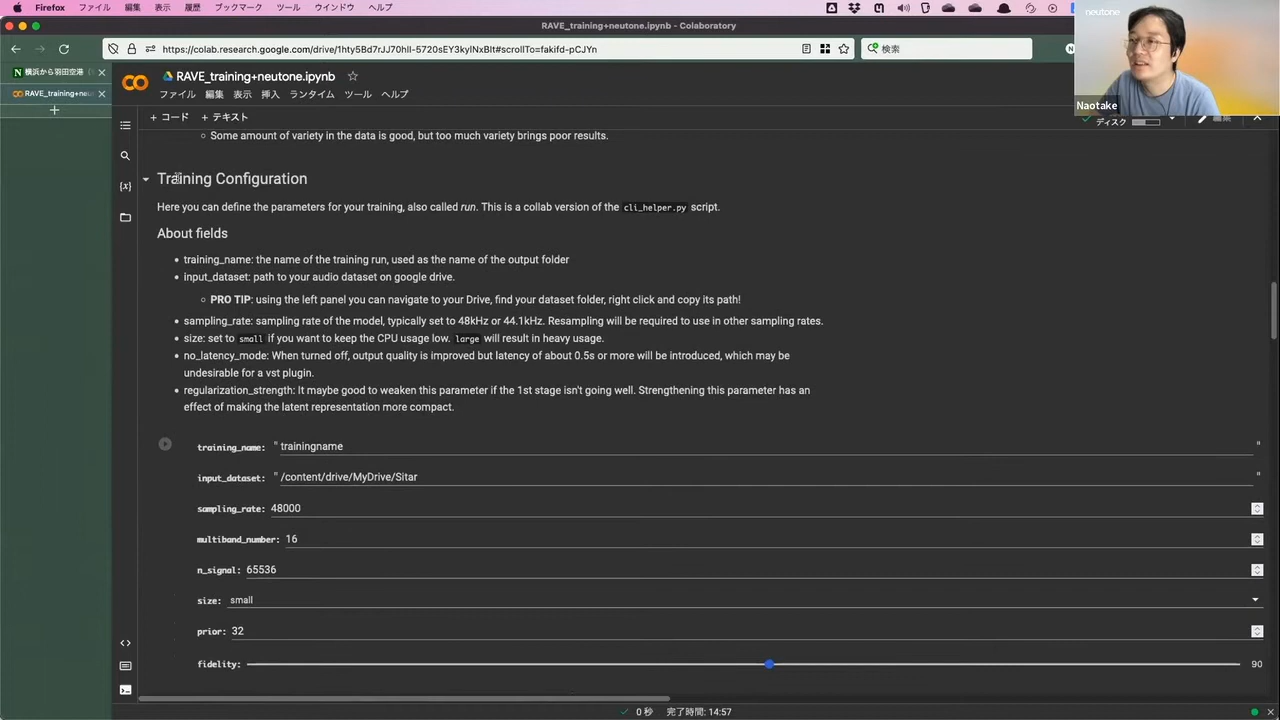 Firefox ファイル 編集 表示 履歴 ブックマーク ツール ウインドウ ヘルプ
neutone
RAVE_training+neutone.ipynb - Colaboratory
https://colab.research.google.com/drive/1hty5Bd7rJJ70hlI-5720sEY3kyINxBIt#scrollTo=fakifd-pCJYn
検索
N 横浜から羽田空港
RAVE_training+neu
RAVE_training+neutone.ipynb
ファイル 編集 表示 挿入 ランタイム ツール ヘルプ
Naotake
+ コード + テキスト
ディスク
編集
Some amount of variety in the data is good, but too much variety brings poor results.
Training Configuration
Here you can define the parameters for your training, also called run. This is a collab version of the cli_helper.py script.
About fields
training_name: the name of the training run, used as the name of the output folder
input_dataset: path to your audio dataset on google drive.
PRO TIP: using the left panel you can navigate to your Drive, find your dataset folder, right click and copy its path!
sampling_rate: sampling rate of the model, typically set to 48kHz or 44.1kHz. Resampling will be required to use in other sampling rates.
size: set to small if you want to keep the CPU usage low. large will result in heavy usage.
no_latency_mode: When turned off, output quality is improved but latency of about 0.5s or more will be introduced, which may be
undesirable for a vst plugin.
regularization_strength: It maybe good to weaken this parameter if the 1st stage isn't going well. Strengthening this parameter has an
effect of making the latent representation more compact.
training_name: " trainingname "
input_dataset: " /content/drive/MyDrive/Sitar "
sampling_rate: 48000
multiband_number: 16
n_signal: 65536
size: small
prior: 32
fidelity: 90
0 秒 完了時間: 14:57